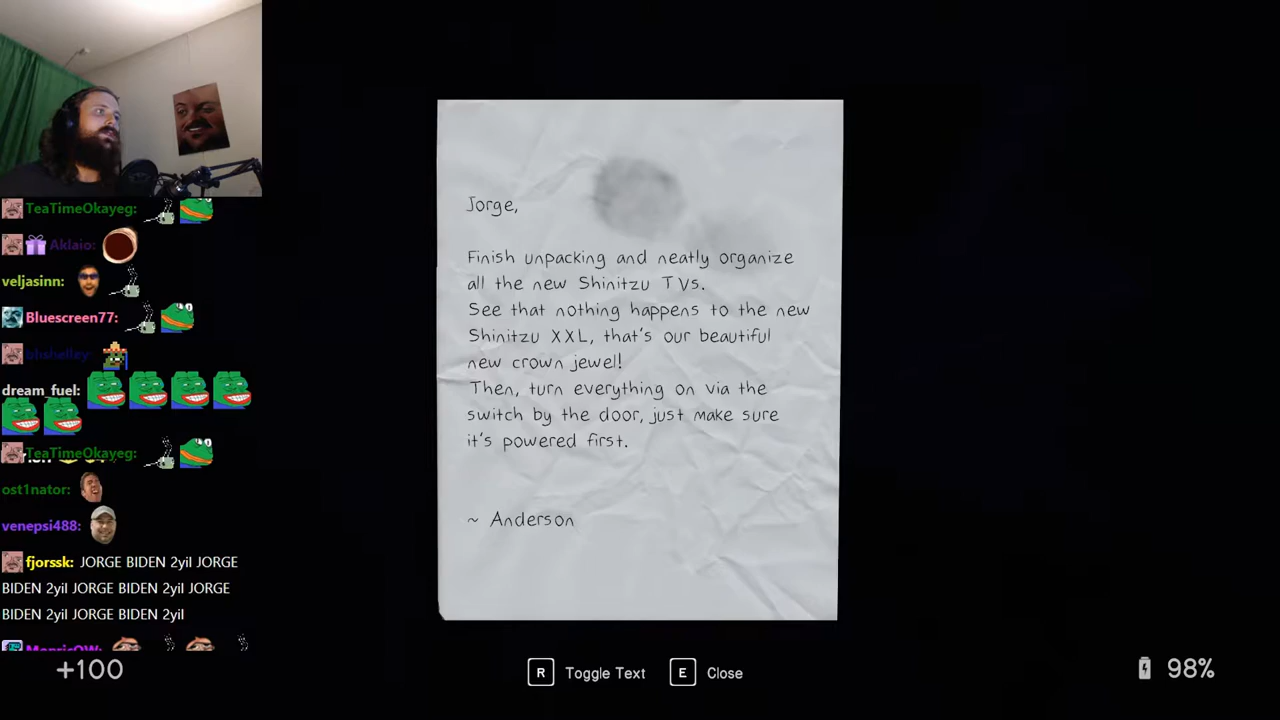 TeaTimeOkayeg:
Aklaio:
veljasinn:
Bluescreen77:
blishelley:
dream_fuel:
TeaTimeOkayeg:
ost1nator:
venepsi488:
fjorssk: JORGE BIDEN 2yil JORGE
BIDEN 2yil JORGE BIDEN 2yil JORGE
BIDEN 2yil JORGE BIDEN 2yil
Jorge,
Finish unpacking and neatly organize
all the new Shinitzu TVs.
See that nothing happens to the new
Shinitzu XXL, that's our beautiful
new crown jewel!
Then, turn everything on via the
switch by the door, just make sure
it's powered first.
~ Anderson
+100
R Toggle Text E Close
98%